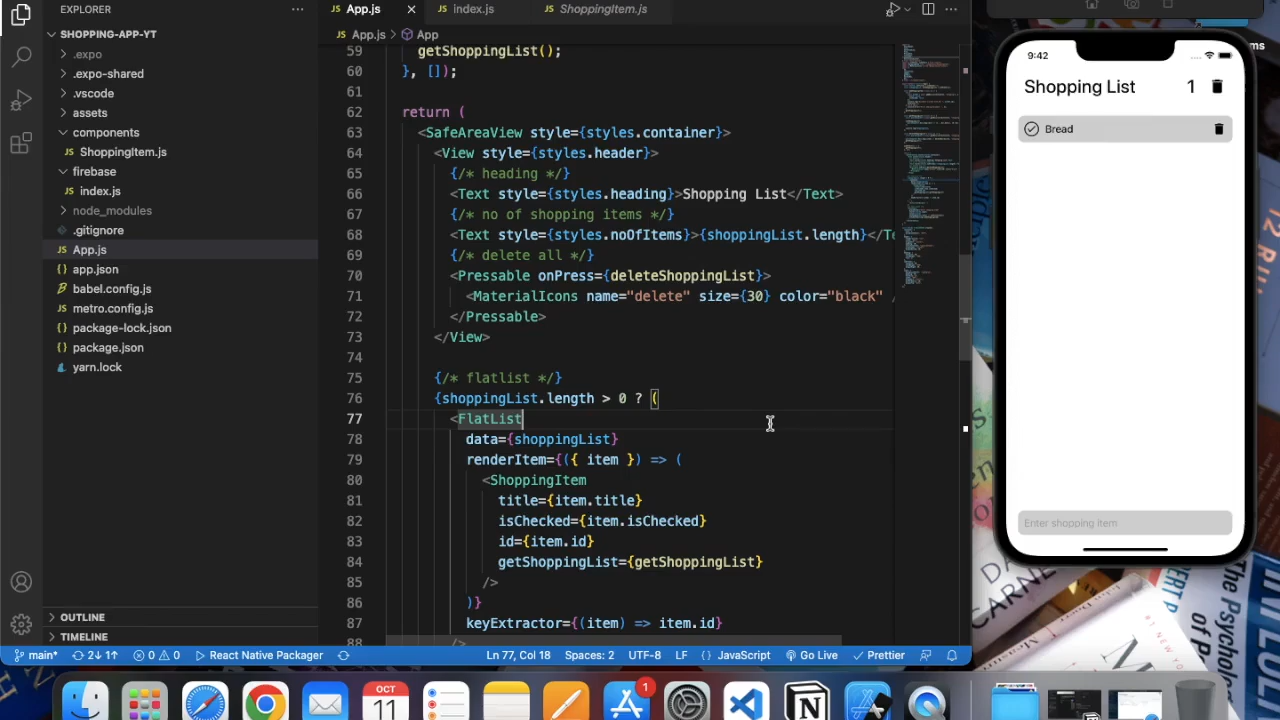 EXPLORER
SHOPPING-APP-YT
.expo
.expo-shared
.vscode
assets
components
ShoppingItem.js
firebase
index.js
node_modules
.gitignore
App.js
app.json
babel.config.js
metro.config.js
package-lock.json
package.json
yarn.lock
OUTLINE
TIMELINE
App.js
index.js
ShoppingItem.js
App.js > App
59 getShoppingList();
60 }, []);
61
62 return (
63 <SafeAreaView style={styles.container}>
64 <View style={styles.header}>
65 {/* heading */}
66 <Text style={styles.heading}>Shopping List</Text>
67 {/* no of shopping items */}
68 <Text style={styles.noOfItems}>{shoppingList.length}</Te
69 {/* delete all */}
70 <Pressable onPress={deleteShoppingList}>
71 <MaterialIcons name="delete" size={30} color="black" /
72 </Pressable>
73 </View>
74
75 {/* flatlist */}
76 {shoppingList.length > 0 ? (
77 <FlatList
78 data={shoppingList}
79 renderItem={({ item }) => (
80 <ShoppingItem
81 title={item.title}
82 isChecked={item.isChecked}
83 id={item.id}
84 getShoppingList={getShoppingList}
85 />
86 )}
87 keyExtractor={(item) => item.id}
88 />
main* 2↓ 1↑ 0 0 React Native Packager
Ln 77, Col 18 Spaces: 2 UTF-8 LF {} JavaScript Go Live Prettier
9:42
Shopping List 1
Bread
Enter shopping item
OCT
11
1